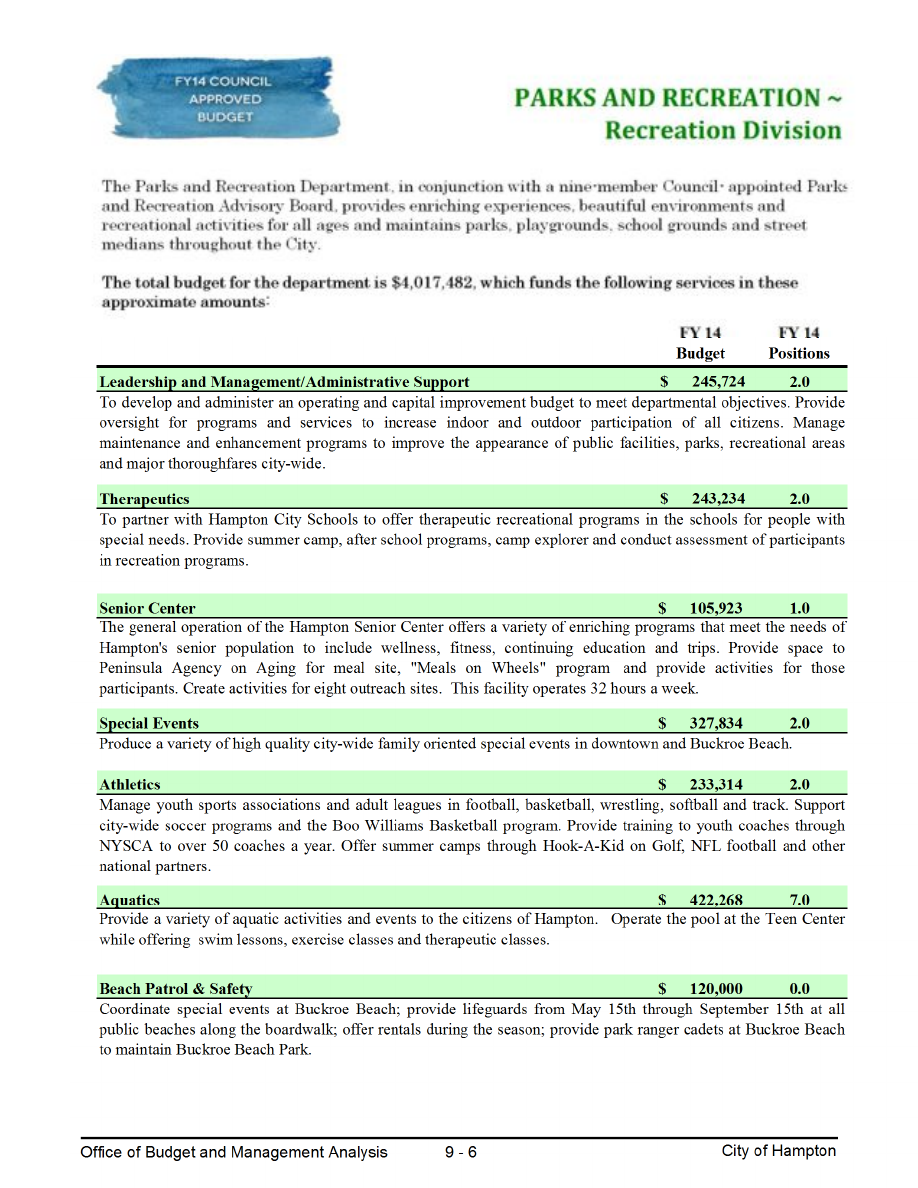 FY14 COUNCIL
APPROVED
BUDGET
PARKS AND RECREATION ~
Recreation Division
The Parks and Recreation Department, in conjunction with a nine-member Council- appointed Parks
and Recreation Advisory Board, provides enriching experiences, beautiful environments and
recreational activities for all ages and maintains parks, playgrounds, school grounds and street
medians throughout the City.
The total budget for the department is $4,017,482, which funds the following services in these
approximate amounts:
FY 14 FY 14
Budget Positions
Leadership and Management/Administrative Support $ 245,724 2.0
To develop and administer an operating and capital improvement budget to meet departmental objectives. Provide
oversight for programs and services to increase indoor and outdoor participation of all citizens. Manage
maintenance and enhancement programs to improve the appearance of public facilities, parks, recreational areas
and major thoroughfares city-wide.
Therapeutics $ 243,234 2.0
To partner with Hampton City Schools to offer therapeutic recreational programs in the schools for people with
special needs. Provide summer camp, after school programs, camp explorer and conduct assessment of participants
in recreation programs.
Senior Center $ 105,923 1.0
The general operation of the Hampton Senior Center offers a variety of enriching programs that meet the needs of
Hampton's senior population to include wellness, fitness, continuing education and trips. Provide space to
Peninsula Agency on Aging for meal site, "Meals on Wheels" program and provide activities for those
participants. Create activities for eight outreach sites. This facility operates 32 hours a week.
Special Events $ 327,834 2.0
Produce a variety of high quality city-wide family oriented special events in downtown and Buckroe Beach.
Athletics $ 233,314 2.0
Manage youth sports associations and adult leagues in football, basketball, wrestling, softball and track. Support
city-wide soccer programs and the Boo Williams Basketball program. Provide training to youth coaches through
NYSCA to over 50 coaches a year. Offer summer camps through Hook-A-Kid on Golf, NFL football and other
national partners.
Aquatics $ 422,268 7.0
Provide a variety of aquatic activities and events to the citizens of Hampton. Operate the pool at the Teen Center
while offering swim lessons, exercise classes and therapeutic classes.
Beach Patrol & Safety $ 120,000 0.0
Coordinate special events at Buckroe Beach; provide lifeguards from May 15th through September 15th at all
public beaches along the boardwalk; offer rentals during the season; provide park ranger cadets at Buckroe Beach
to maintain Buckroe Beach Park.
Office of Budget and Management Analysis 9 - 6 City of Hampton